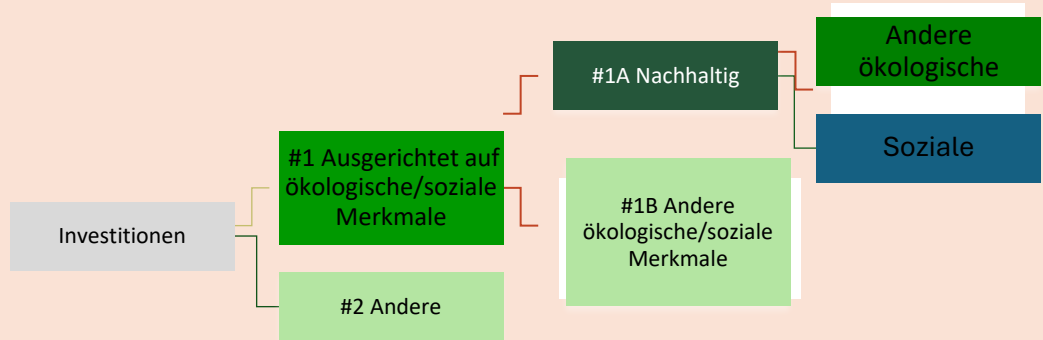 Investitionen
#1 Ausgerichtet auf
ökologische/soziale
Merkmale
#2 Andere
#1A Nachhaltig
#1B Andere
ökologische/soziale
Merkmale
Andere
ökologische
Soziale